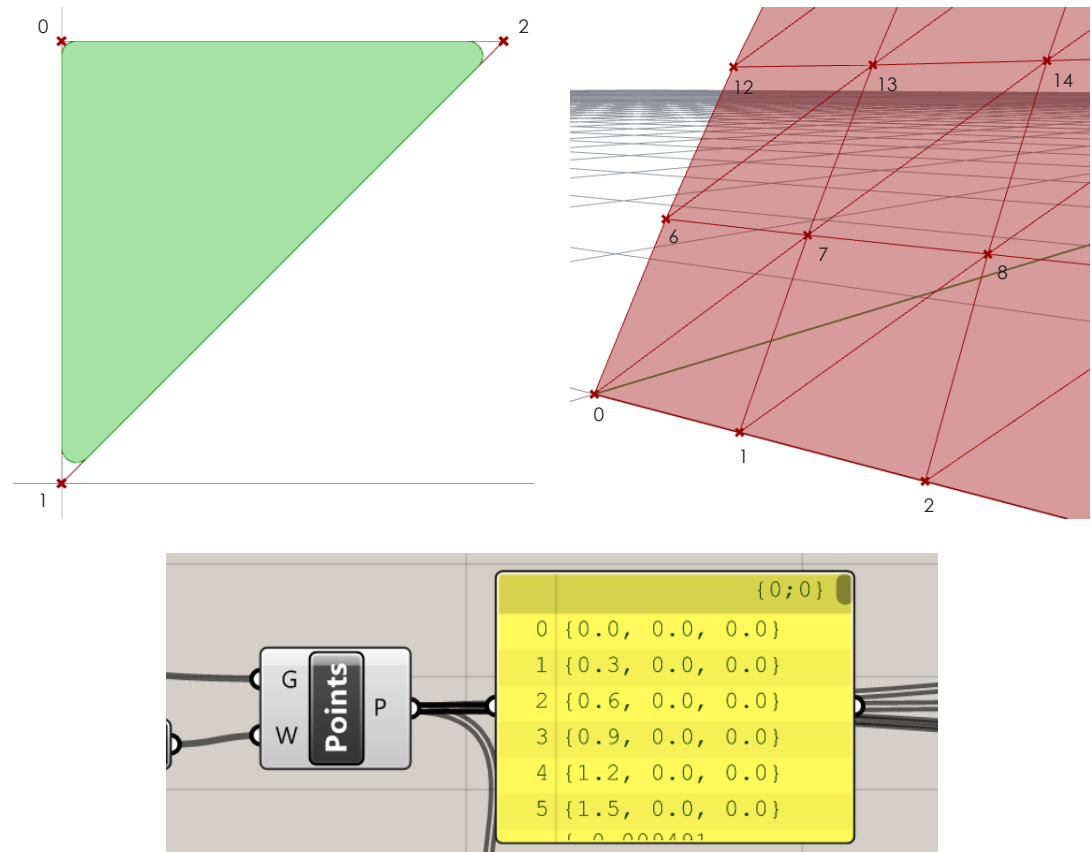 0
2
1
12
13
14
6
7
8
0
1
2
G
W
Points
P
{0;0}
0 {0.0, 0.0, 0.0}
1 {0.3, 0.0, 0.0}
2 {0.6, 0.0, 0.0}
3 {0.9, 0.0, 0.0}
4 {1.2, 0.0, 0.0}
5 {1.5, 0.0, 0.0}